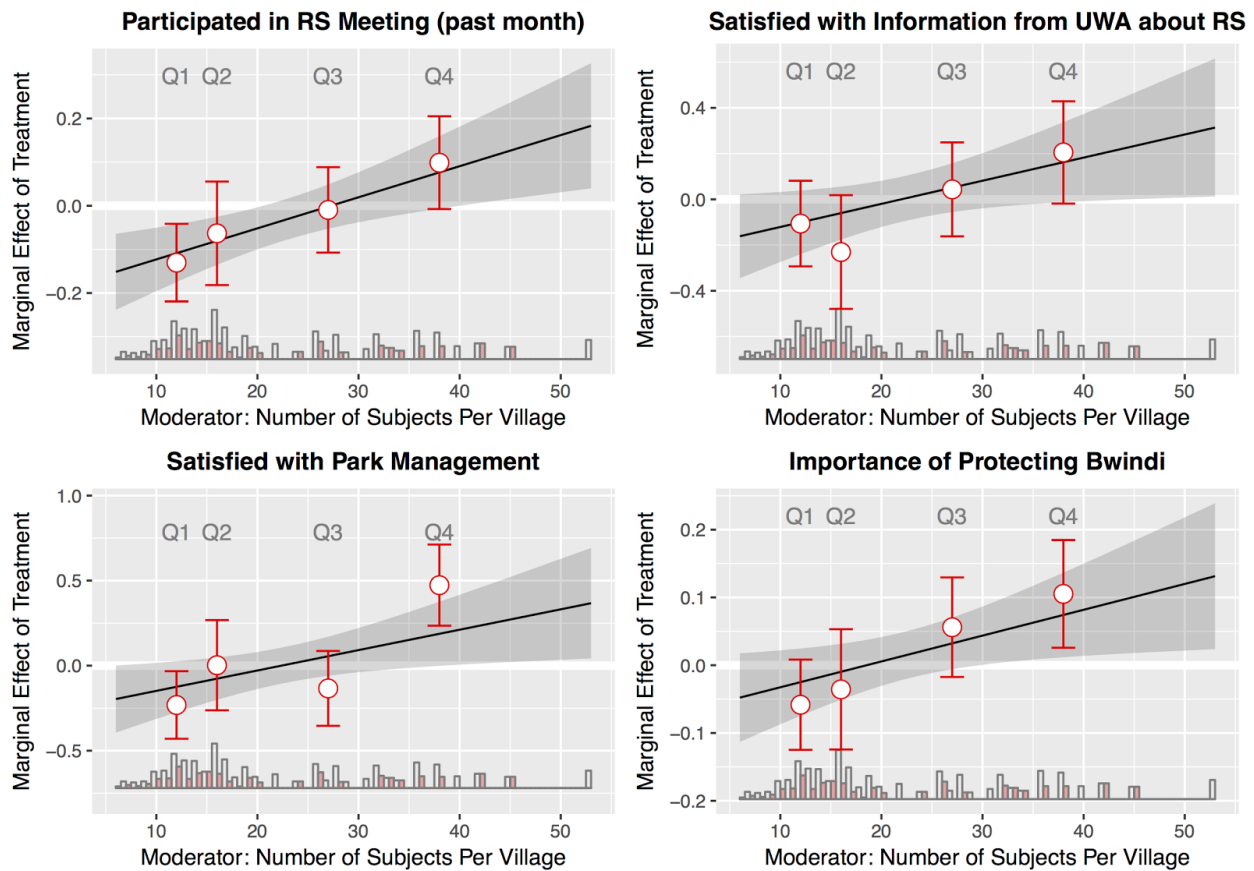 Participated in RS Meeting (past month)
Q1 Q2 Q3 Q4
0.2
0.0
−0.2
Marginal Effect of Treatment
10 20 30 40 50
Moderator: Number of Subjects Per Village
Satisfied with Information from UWA about RS
Q1 Q2 Q3 Q4
0.4
0.0
−0.4
Marginal Effect of Treatment
10 20 30 40 50
Moderator: Number of Subjects Per Village
Satisfied with Park Management
1.0
Q1 Q2 Q3 Q4
0.5
0.0
−0.5
Marginal Effect of Treatment
10 20 30 40 50
Moderator: Number of Subjects Per Village
Importance of Protecting Bwindi
Q1 Q2 Q3 Q4
0.2
0.1
0.0
−0.1
−0.2
Marginal Effect of Treatment
10 20 30 40 50
Moderator: Number of Subjects Per Village